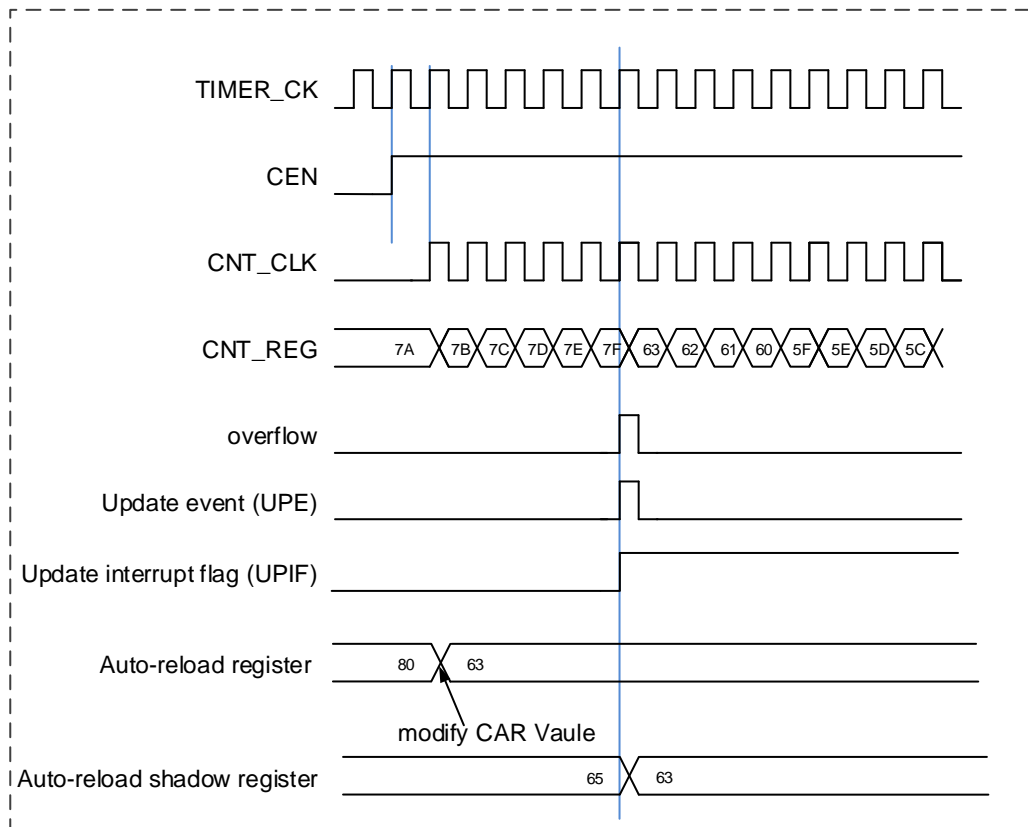 TIMER_CK
CEN
CNT_CLK
CNT_REG 7A 7B 7C 7D 7E 7F 63 62 61 60 5F 5E 5D 5C
overflow
Update event (UPE)
Update interrupt flag (UPIF)
Auto-reload register 80 63
modify CAR Vaule
Auto-reload shadow register 65 63